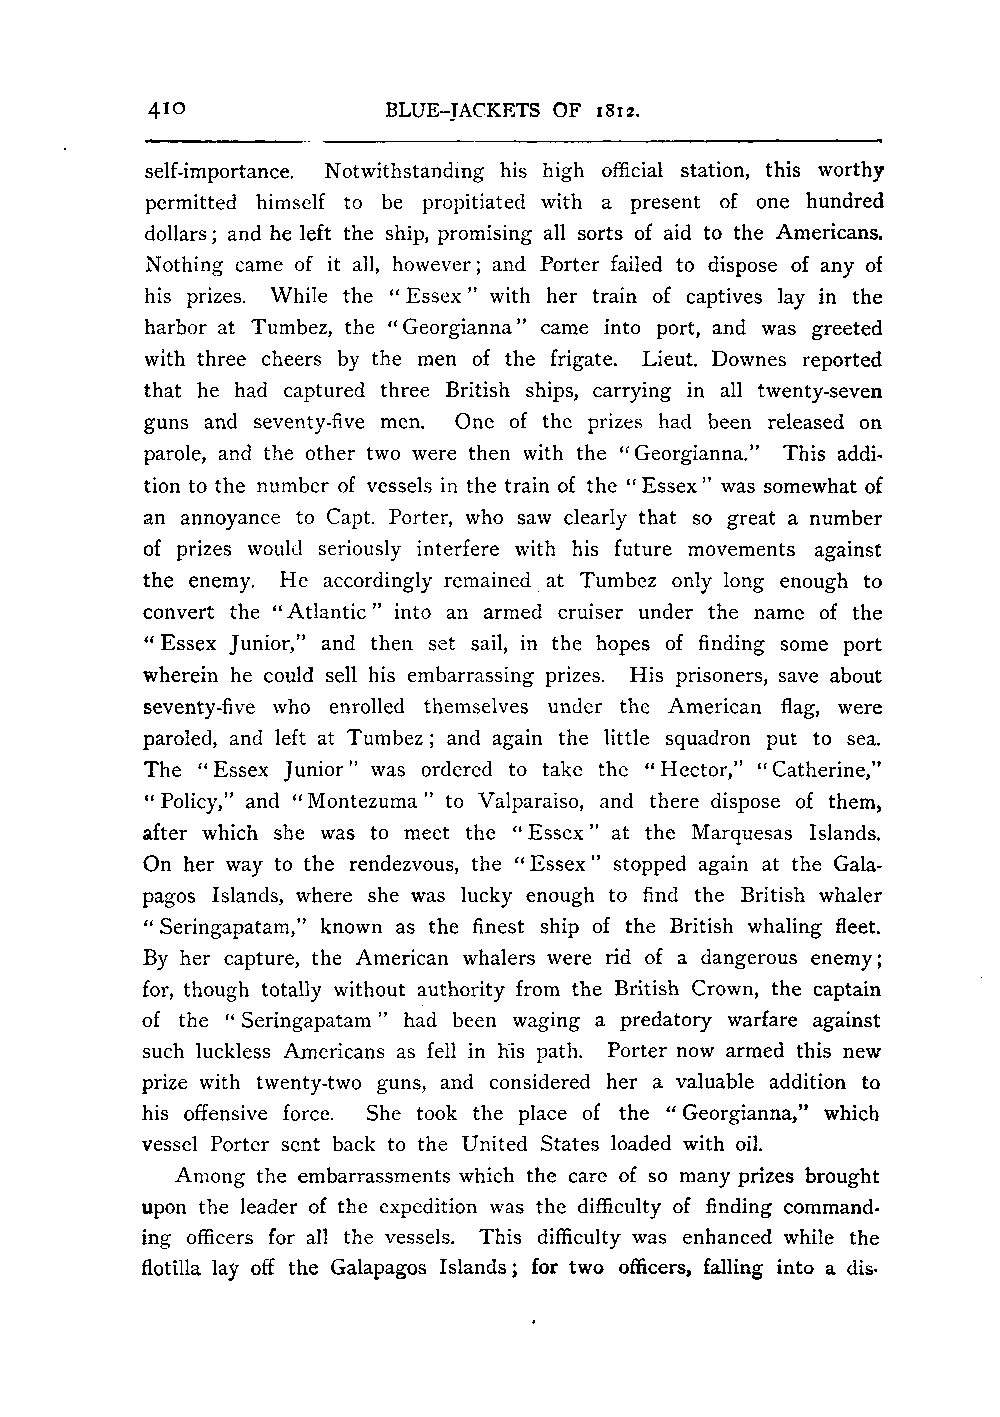 410 BLUE-JACKETS OF 1812.
self-importance. Notwithstanding his high official station, this worthy
permitted himself to be propitiated with a present of one hundred
dollars; and he left the ship, promising all sorts of aid to the Americans.
Nothing came of it all, however; and Porter failed to dispose of any of
his prizes. While the “Essex” with her train of captives lay in the
harbor at Tumbez, the “Georgianna” came into port, and was greeted
with three cheers by the men of the frigate. Lieut. Downes reported
that he had captured three British ships, carrying in all twenty-seven
guns and seventy-five men. One of the prizes had been released on
parole, and the other two were then with the “Georgianna.” This addi-
tion to the number of vessels in the train of the “Essex” was somewhat of
an annoyance to Capt. Porter, who saw clearly that so great a number
of prizes would seriously interfere with his future movements against
the enemy. He accordingly remained at Tumbez only long enough to
convert the “Atlantic” into an armed cruiser under the name of the
“Essex Junior,” and then set sail, in the hopes of finding some port
wherein he could sell his embarrassing prizes. His prisoners, save about
seventy-five who enrolled themselves under the American flag, were
paroled, and left at Tumbez; and again the little squadron put to sea.
The “Essex Junior” was ordered to take the “Hector,” “Catherine,”
“Policy,” and “Montezuma” to Valparaiso, and there dispose of them,
after which she was to meet the “Essex” at the Marquesas Islands.
On her way to the rendezvous, the “Essex” stopped again at the Gala-
pagos Islands, where she was lucky enough to find the British whaler
“Seringapatam,” known as the finest ship of the British whaling fleet.
By her capture, the American whalers were rid of a dangerous enemy;
for, though totally without authority from the British Crown, the captain
of the “Seringapatam” had been waging a predatory warfare against
such luckless Americans as fell in his path. Porter now armed this new
prize with twenty-two guns, and considered her a valuable addition to
his offensive force. She took the place of the “Georgianna,” which
vessel Porter sent back to the United States loaded with oil.
Among the embarrassments which the care of so many prizes brought
upon the leader of the expedition was the difficulty of finding command-
ing officers for all the vessels. This difficulty was enhanced while the
flotilla lay off the Galapagos Islands; for two officers, falling into a dis-